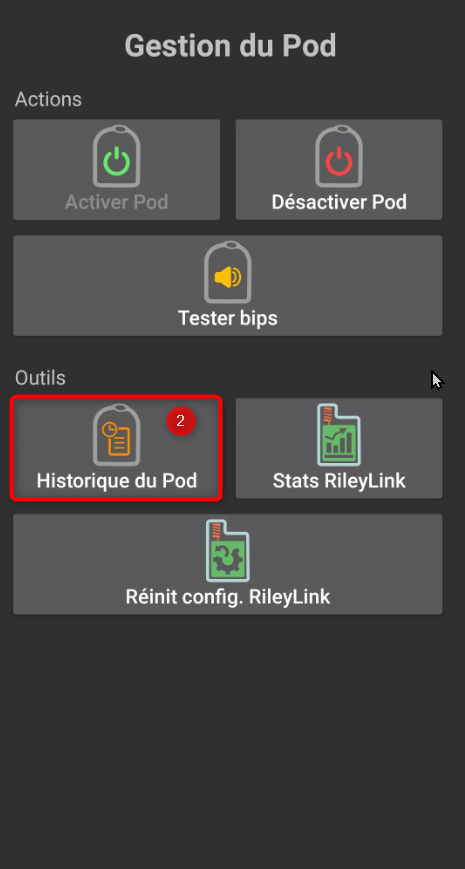 Gestion du Pod
Actions
Activer Pod
Désactiver Pod
Tester bips
Outils
2
Historique du Pod
Stats RileyLink
Réinit config. RileyLink